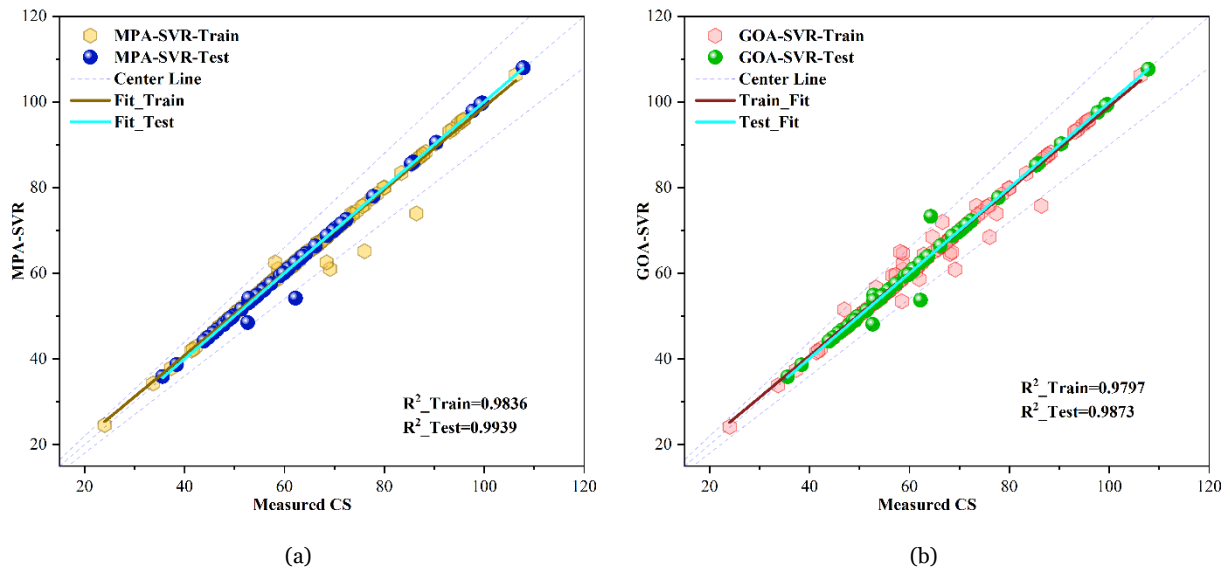 120
100
80
60
40
20
MPA-SVR
MPA-SVR-Train
MPA-SVR-Test
Center Line
Fit_Train
Fit_Test
R²_Train=0.9836
R²_Test=0.9939
20 40 60 80 100 120
Measured CS
(a)
120
100
80
60
40
20
GOA-SVR
GOA-SVR-Train
GOA-SVR-Test
Center Line
Train_Fit
Test_Fit
R²_Train=0.9797
R²_Test=0.9873
20 40 60 80 100 120
Measured CS
(b)